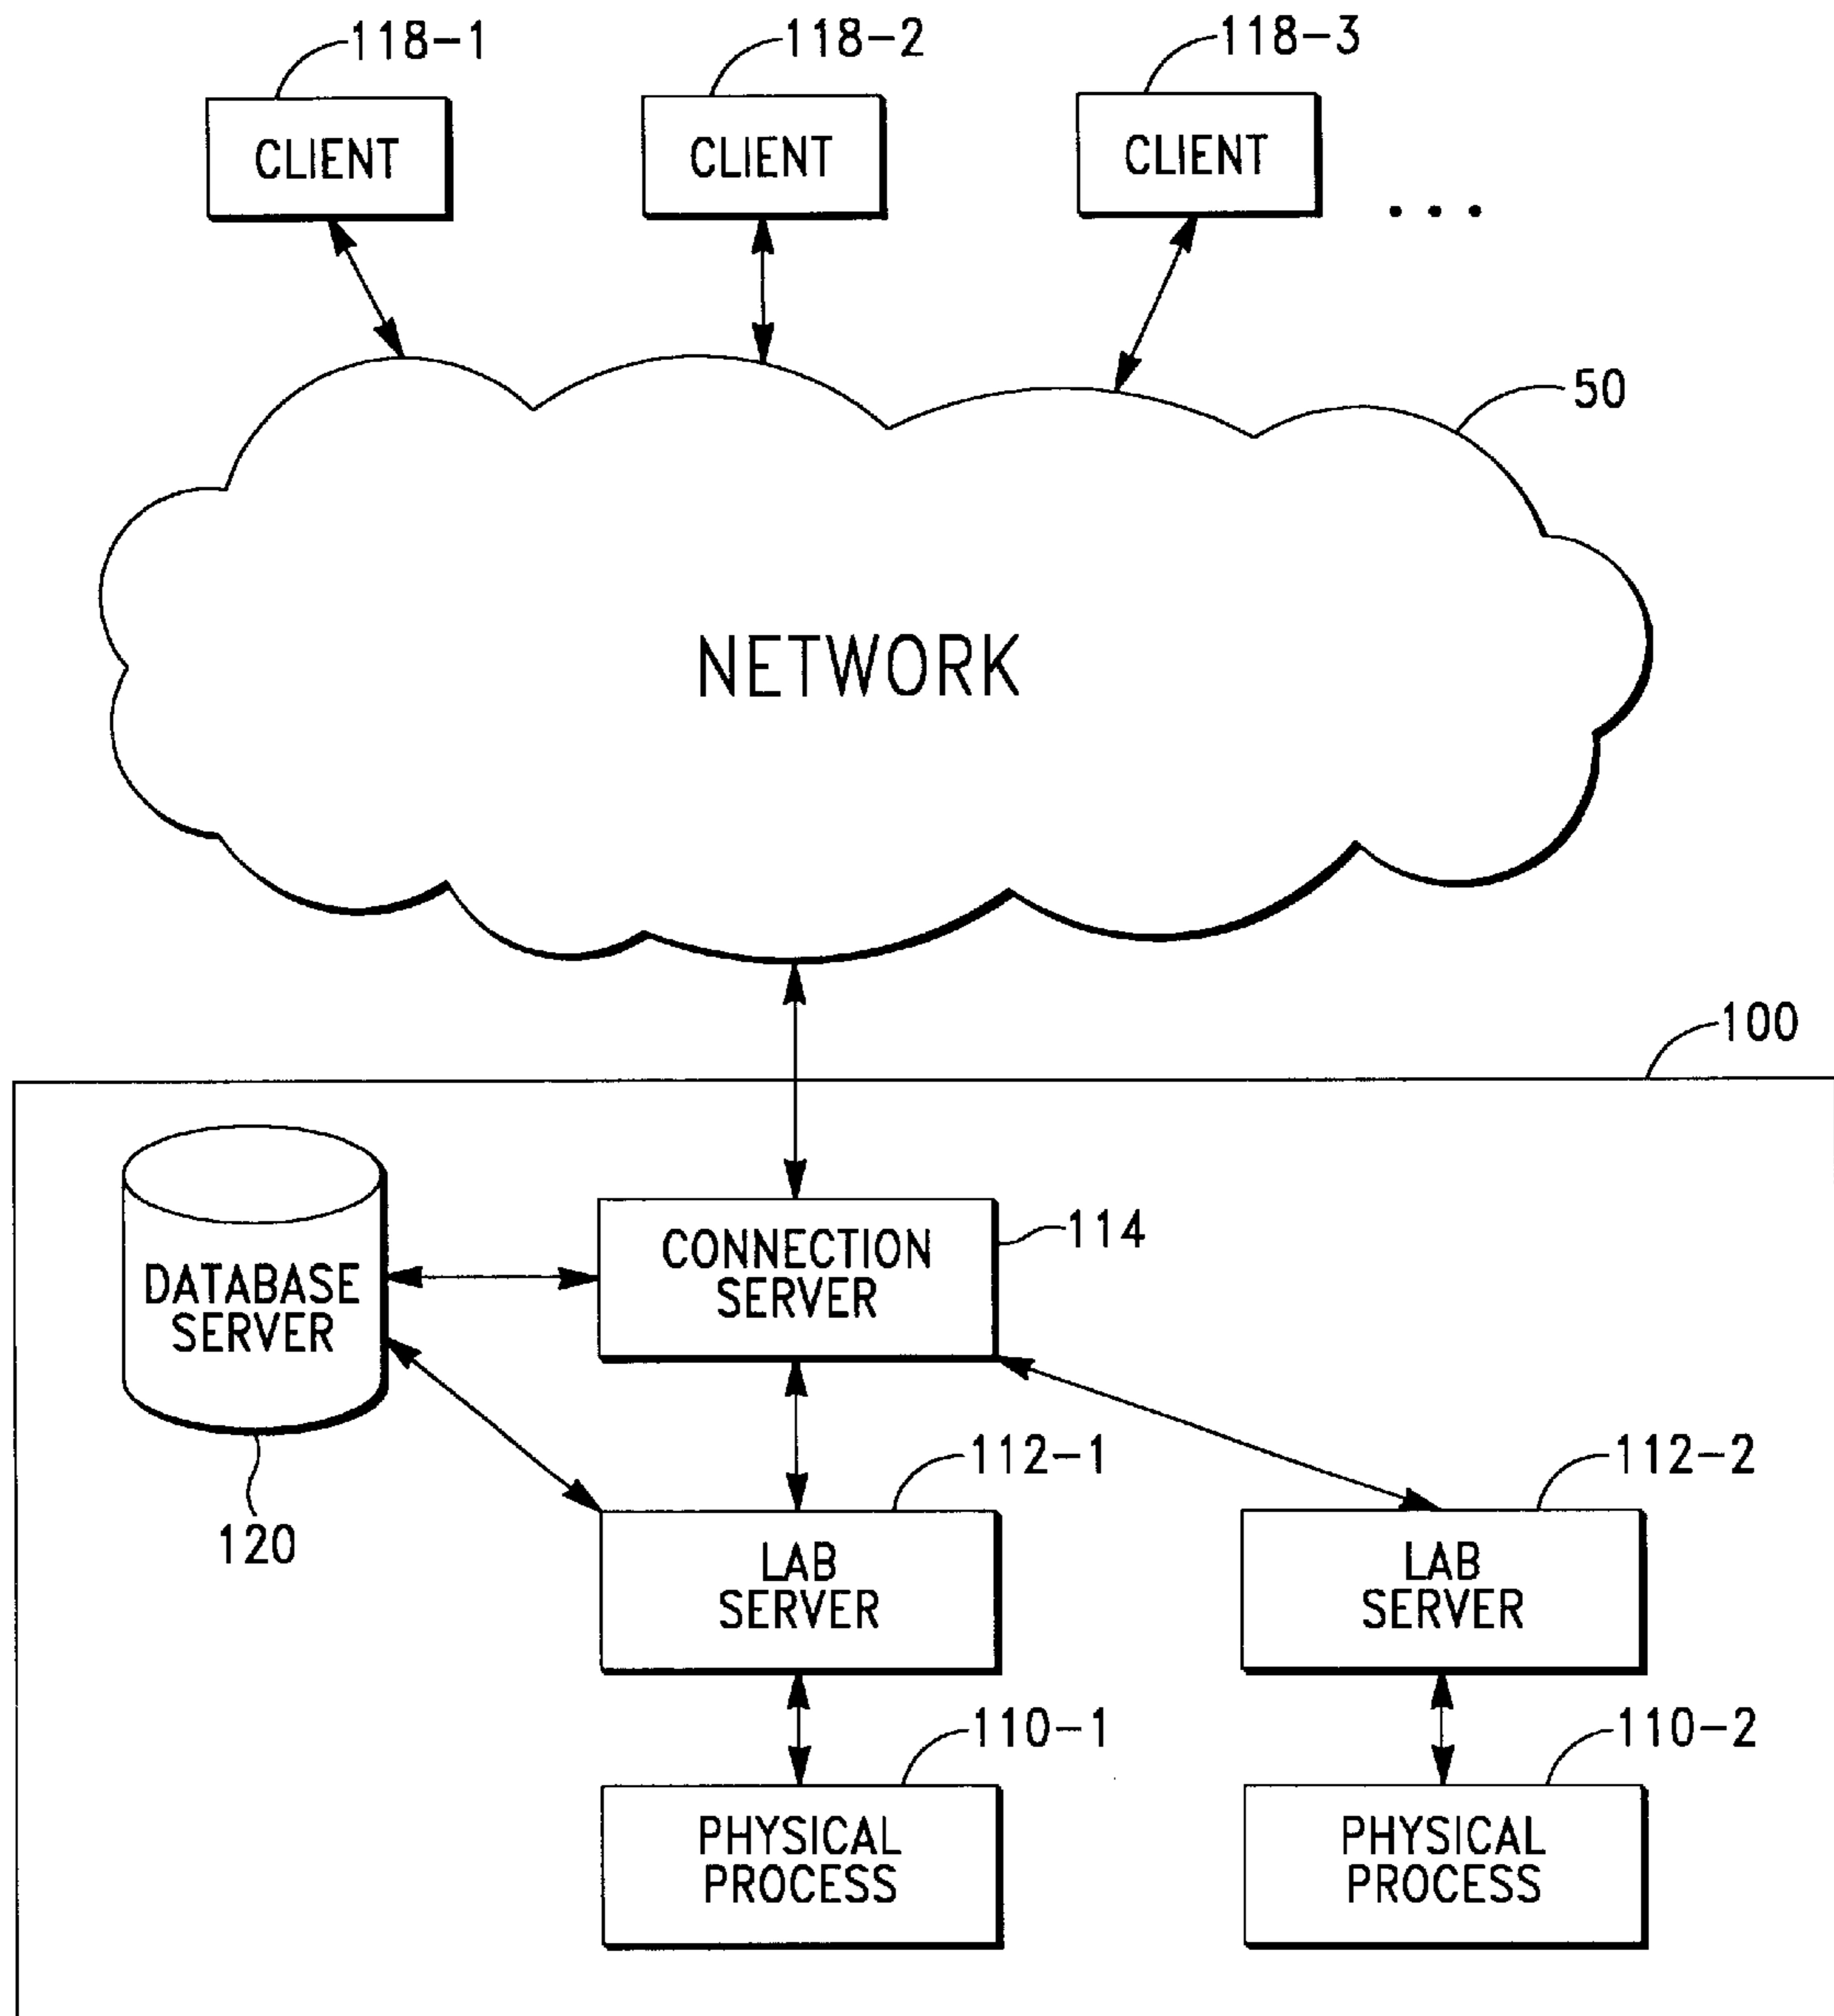 118-1
118-2
118-3
CLIENT
CLIENT
CLIENT
. . .
50
NETWORK
100
DATABASE
SERVER
120
CONNECTION
SERVER
114
112-1
112-2
LAB
SERVER
LAB
SERVER
110-1
110-2
PHYSICAL
PROCESS
PHYSICAL
PROCESS